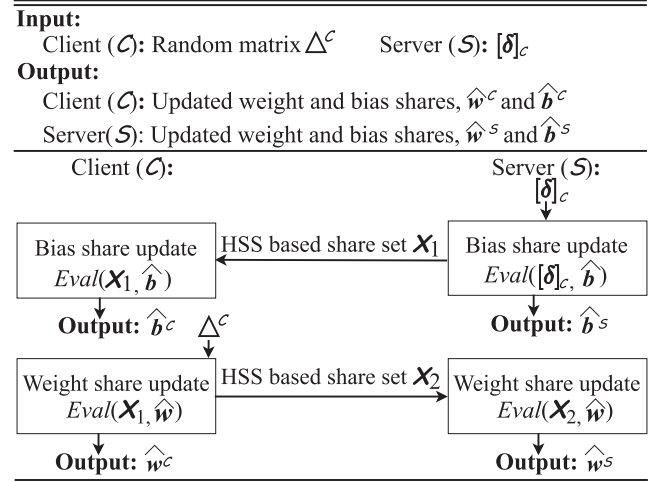 Input:
Client (𝒞): Random matrix △ᶜ Server (𝒮): [δ]𝒸
Output:
Client (𝒞): Updated weight and bias shares, ŵᶜ and b̂ᶜ
Server(𝒮): Updated weight and bias shares, ŵˢ and b̂ˢ
Client (𝒞): Server (𝒮):
[δ]𝒸
Bias share update HSS based share set X₁ Bias share update
Eval(X₁, b̂) Eval([δ]𝒸, b̂)
Output: b̂ᶜ Output: b̂ˢ
△ᶜ
Weight share update HSS based share set X₂ Weight share update
Eval(X₁, ŵ) Eval(X₂, ŵ)
Output: ŵᶜ Output: ŵˢ